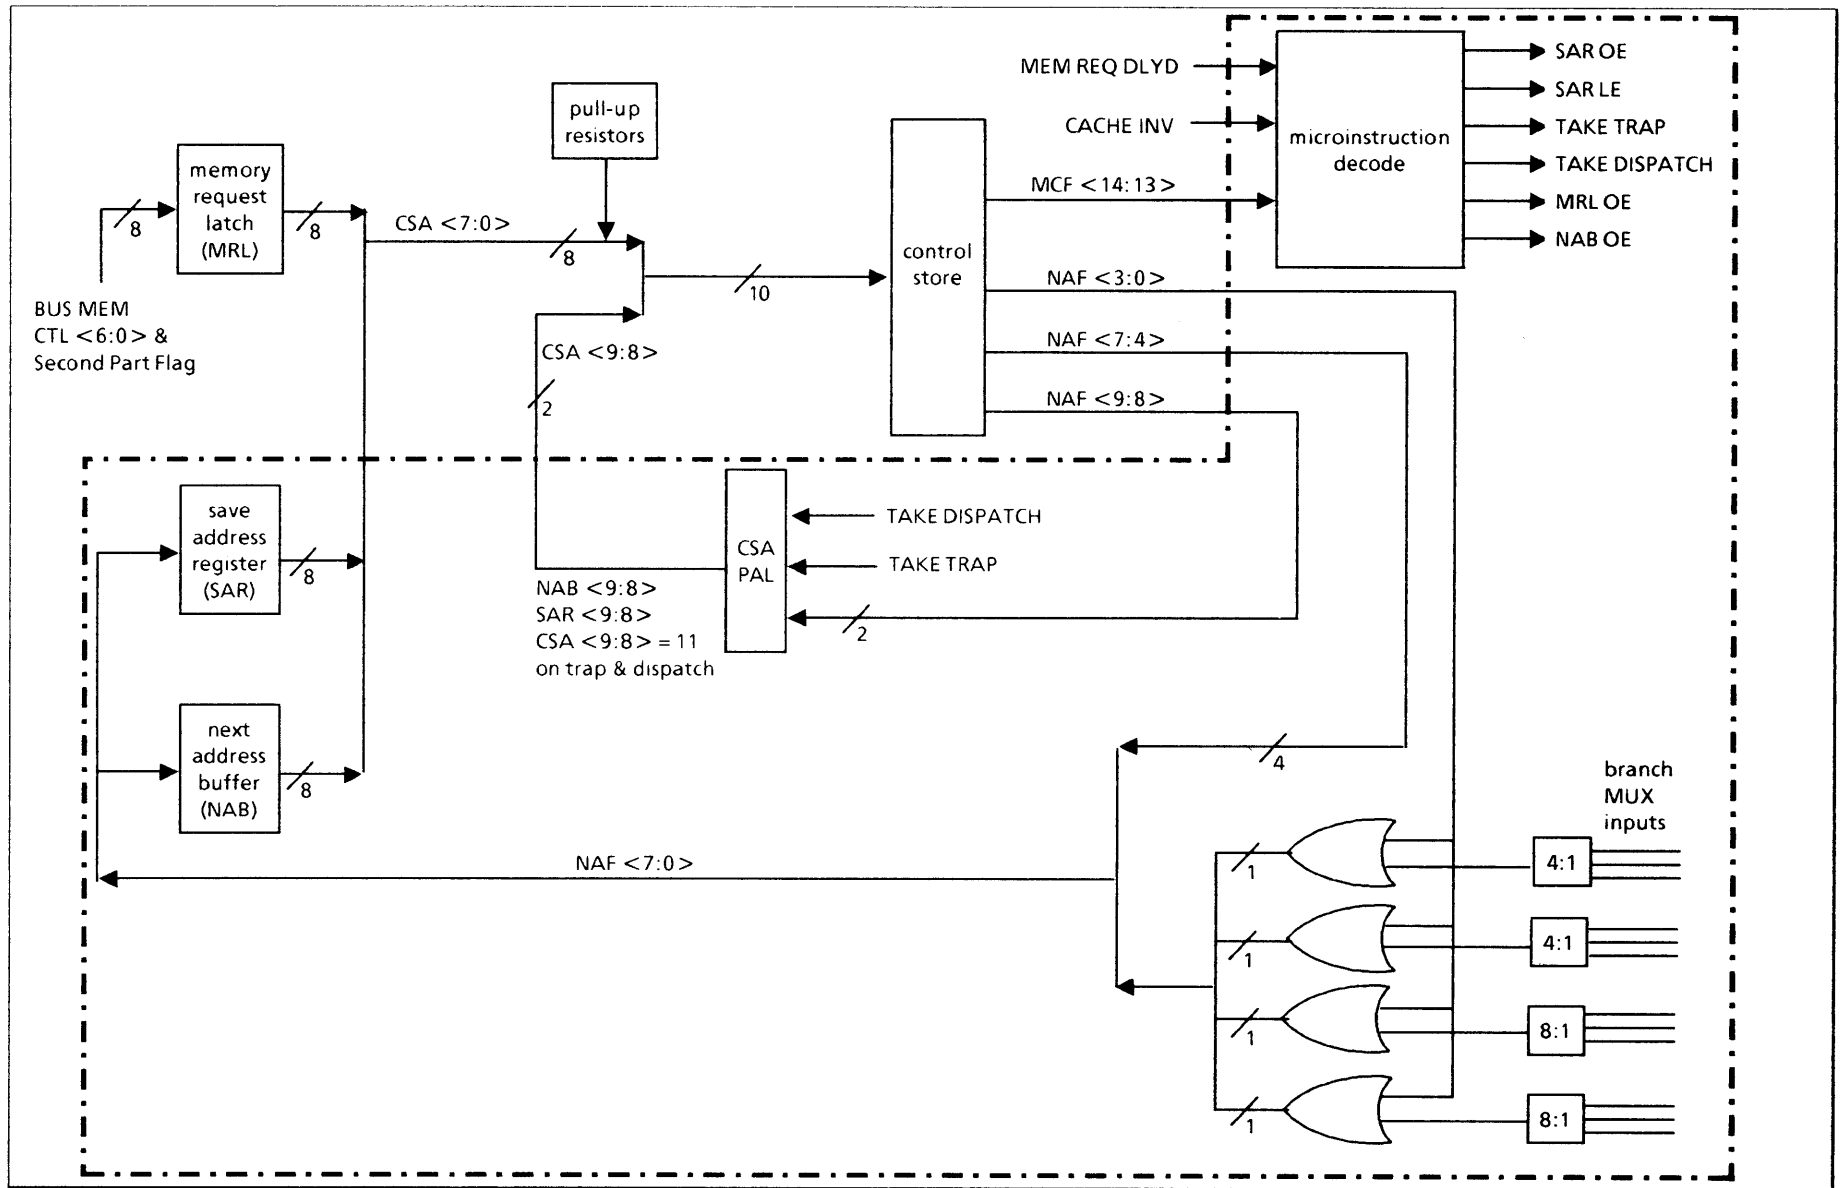 MEM REQ DLYD
CACHE INV
MCF <14:13>
microinstruction
decode
SAR OE
SAR LE
TAKE TRAP
TAKE DISPATCH
MRL OE
NAB OE
pull-up
resistors
memory
request
latch
(MRL)
8
8
BUS MEM
CTL <6:0> &
Second Part Flag
CSA <7:0>
8
10
CSA <9:8>
2
control
store
NAF <3:0>
NAF <7:4>
NAF <9:8>
save
address
register
(SAR)
8
CSA
PAL
TAKE DISPATCH
TAKE TRAP
2
NAB <9:8>
SAR <9:8>
CSA <9:8> = 11
on trap & dispatch
next
address
buffer
(NAB)
8
4
NAF <7:0>
branch
MUX
inputs
1
4:1
1
4:1
1
8:1
1
8:1